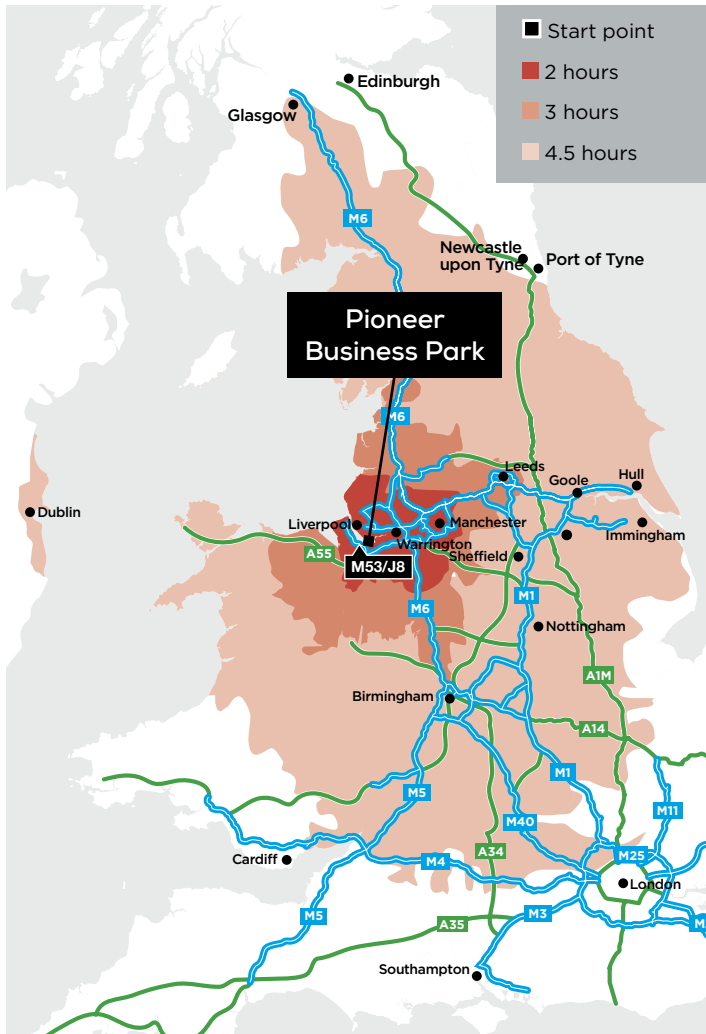 Start point
2 hours
3 hours
4.5 hours
Edinburgh
Glasgow
M6
Newcastle
upon Tyne
Port of Tyne
Pioneer
Business Park
M6
Leeds
Hull
Goole
Dublin
Liverpool
Manchester
Immingham
Warrington
A55
Sheffield
M53/J8
M6
M1
Nottingham
A1M
Birmingham
A14
M1
M5
M11
M40
A34
M25
Cardiff
M4
London
M5
M3
A35
Southampton